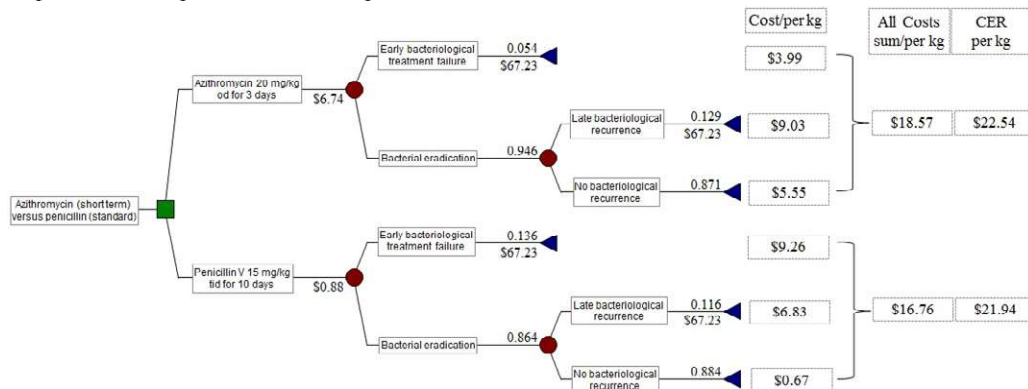 Cost/per kg
All Costs
sum/per kg
CER
per kg
Early bacteriological
treatment failure
0.054
$67.23
$3.99
Azithromycin 20 mg/kg
od for 3 days
$6.74
Late bacteriological
recurrence
0.129
$67.23
$9.03
$18.57
$22.54
Bacterial eradication
0.946
No bacteriological
recurrence
0.871
$5.55
Azithromycin (short term)
versus penicillin (standard)
Early bacteriological
treatment failure
0.136
$67.23
$9.26
Penicillin V 15 mg/kg
tid for 10 days
$0.88
Late bacteriological
recurrence
0.116
$67.23
$6.83
$16.76
$21.94
Bacterial eradication
0.864
No bacteriological
recurrence
0.884
$0.67